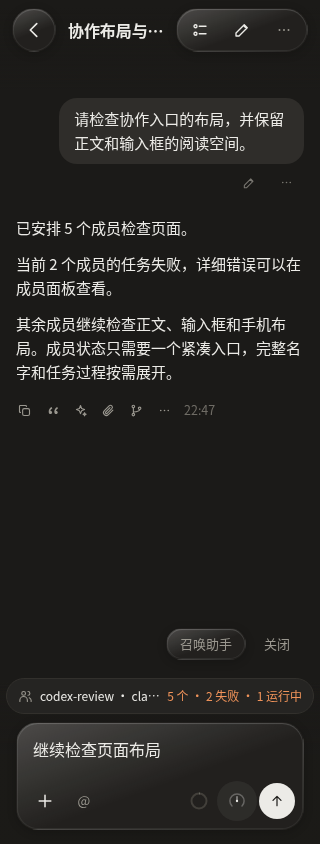 协作布局与…
请检查协作入口的布局，并保留
正文和输入框的阅读空间。
已安排 5 个成员检查页面。
当前 2 个成员的任务失败，详细错误可以在
成员面板查看。
其余成员继续检查正文、输入框和手机布
局。成员状态只需要一个紧凑入口，完整名
字和任务过程按需展开。
22:47
召唤助手 关闭
codex-review · cla… 5 个 · 2 失败 · 1 运行中
继续检查页面布局
@